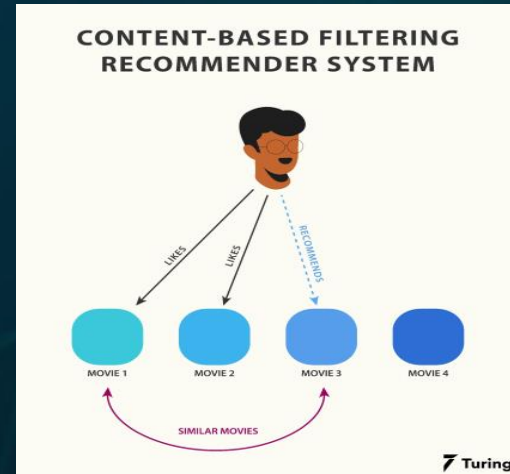 CONTENT-BASED FILTERING
RECOMMENDER SYSTEM
LIKES
LIKES
RECOMMENDS
MOVIE 1
MOVIE 2
MOVIE 3
MOVIE 4
SIMILAR MOVIES
Turing